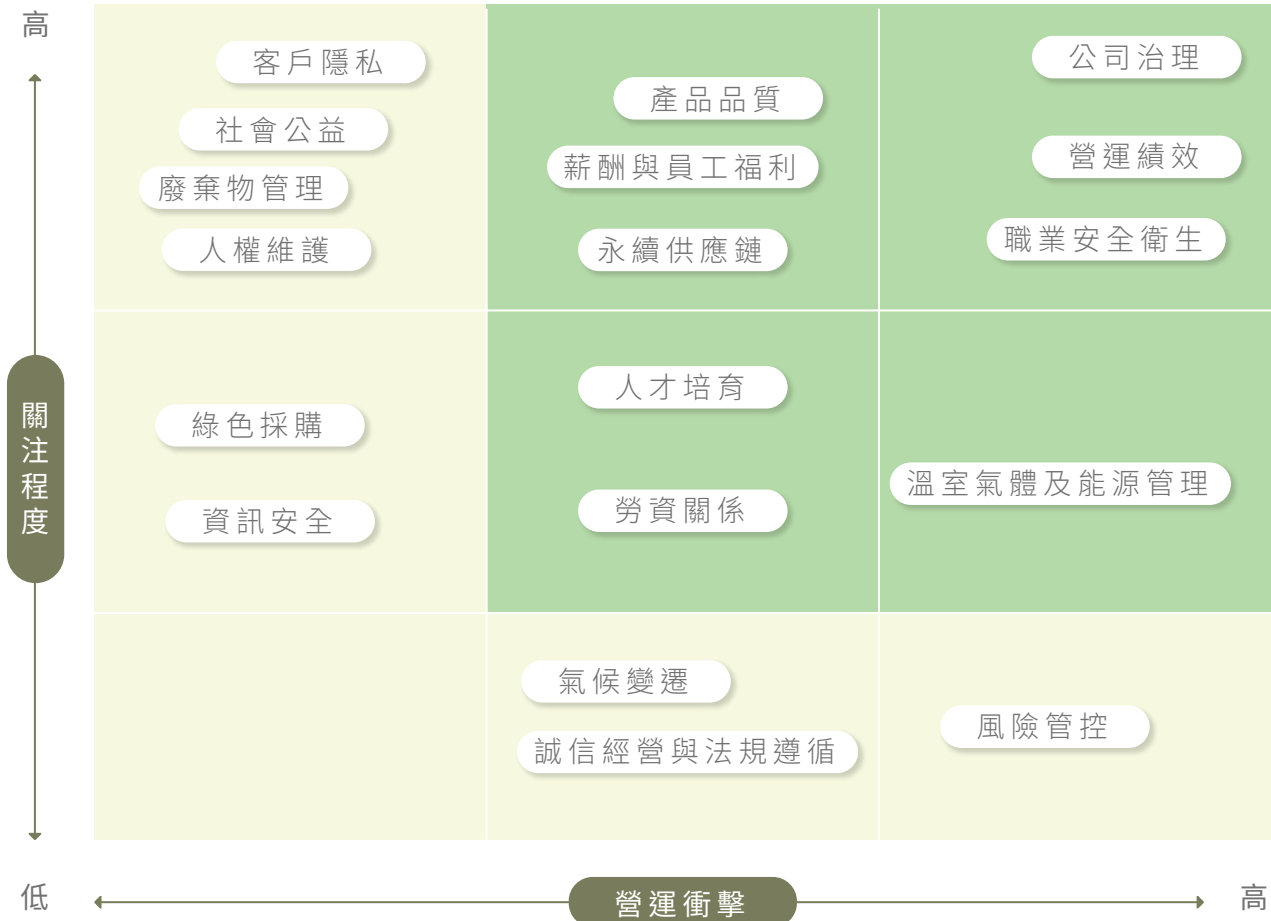 高
客戶隱私
公司治理
產品品質
社會公益
營運績效
薪酬與員工福利
廢棄物管理
人權維護
永續供應鏈
職業安全衛生
人才培育
關注程度
綠色採購
溫室氣體及能源管理
勞資關係
資訊安全
氣候變遷
風險管控
誠信經營與法規遵循
低
營運衝擊
高